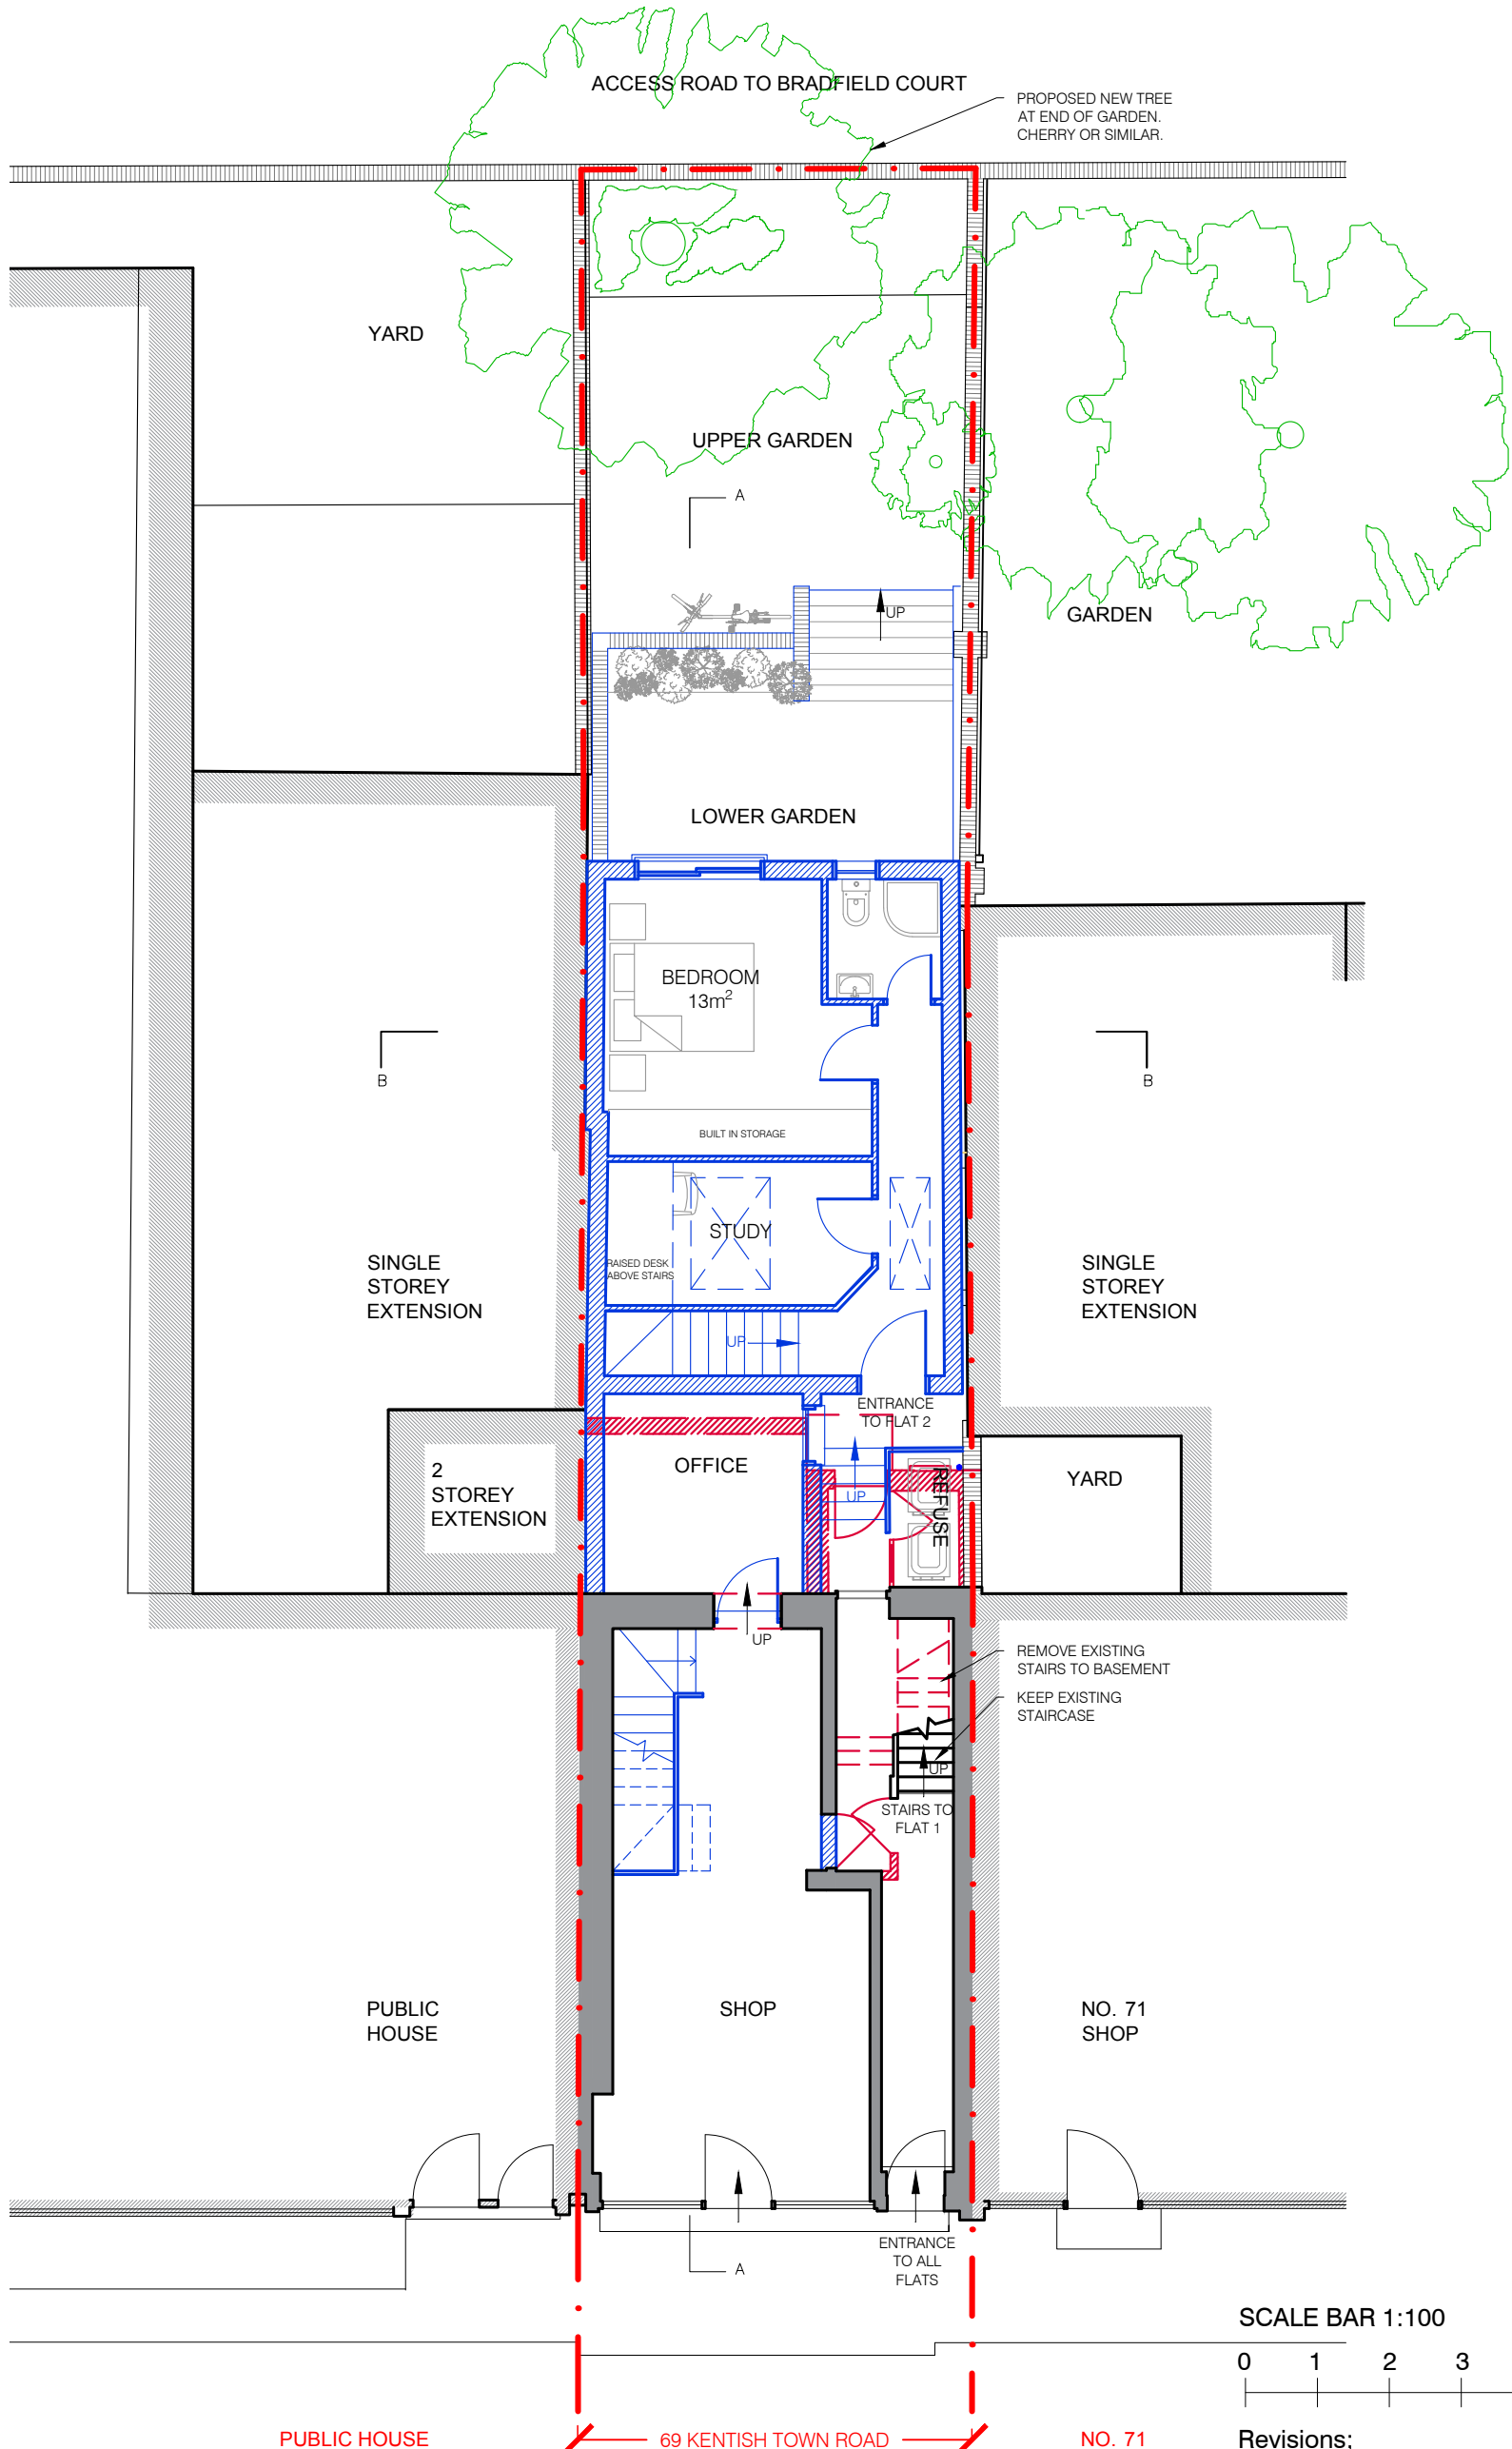 ACCESS ROAD TO BRADFIELD COURT
PROPOSED NEW TREE
AT END OF GARDEN.
CHERRY OR SIMILAR.
YARD
UPPER GARDEN
A
UP
GARDEN
LOWER GARDEN
BEDROOM
13m²
B
B
BUILT IN STORAGE
STUDY
RAISED DESK
ABOVE STAIRS
SINGLE
STOREY
EXTENSION
SINGLE
STOREY
EXTENSION
UP
ENTRANCE
TO FLAT 2
OFFICE
2
STOREY
EXTENSION
UP
REFUSE
YARD
UP
REMOVE EXISTING
STAIRS TO BASEMENT
KEEP EXISTING
STAIRCASE
UP
STAIRS TO
FLAT 1
PUBLIC
HOUSE
SHOP
NO. 71
SHOP
ENTRANCE
TO ALL
FLATS
A
SCALE BAR 1:100
0 1 2 3
PUBLIC HOUSE
69 KENTISH TOWN ROAD
NO. 71
Revisions;